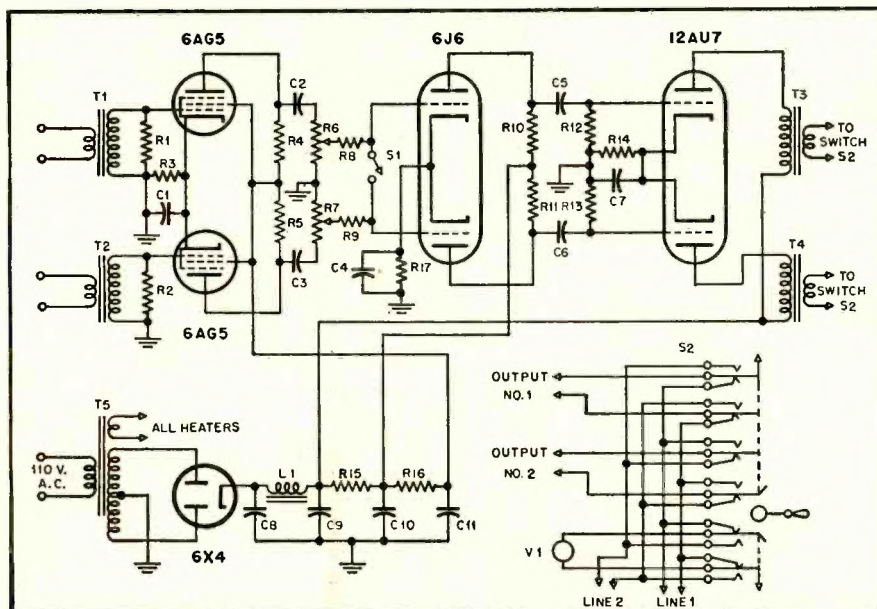 6AG5
6J6
12AU7
T1
R1
R3
C1
C2
R4
R6
R8
S1
R10
C5
R12
R14
T3
TO
SWITCH
S2
T2
R2
R5
R7
R9
C3
C4
R17
R11
R13
C7
C6
T4
TO
SWITCH
S2
6AG5
T5
ALL HEATERS
110 V.
A.C.
6X4
L1
R15
R16
C8
C9
C10
C11
S2
OUTPUT
NO. 1
OUTPUT
NO. 2
V1
LINE 2
LINE 1